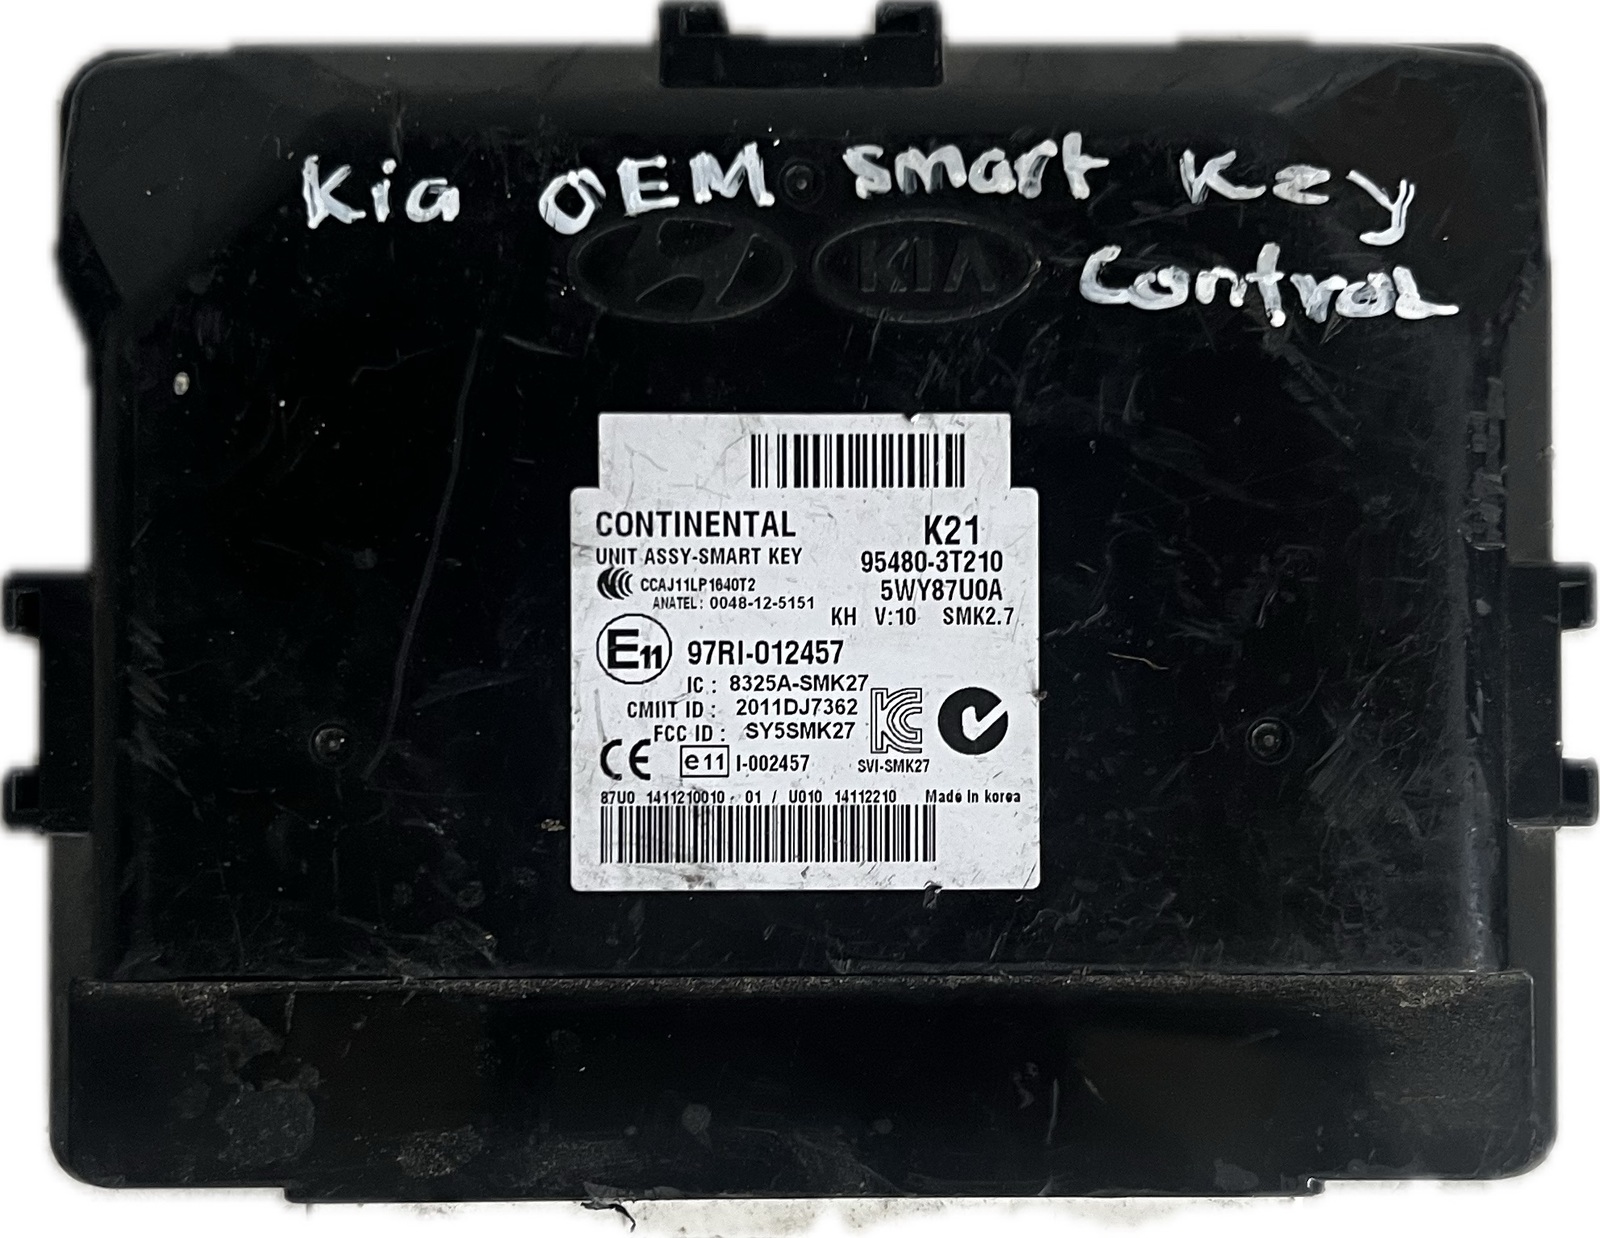 Kia OEM smart Key
Control
KIA
CONTINENTAL K21
UNIT ASSY-SMART KEY 95480-3T210
CCAJ11LP1640T2 5WY87U0A
ANATEL: 0048-12-5151
KH V:10 SMK2.7
E11 97RI-012457
IC: 8325A-SMK27
CMIIT ID: 2011DJ7362
FCC ID: SY5SMK27
CE e11 I-002457 SVI-SMK27
87U0 1411210010-01 / U010 14112210 Made In korea